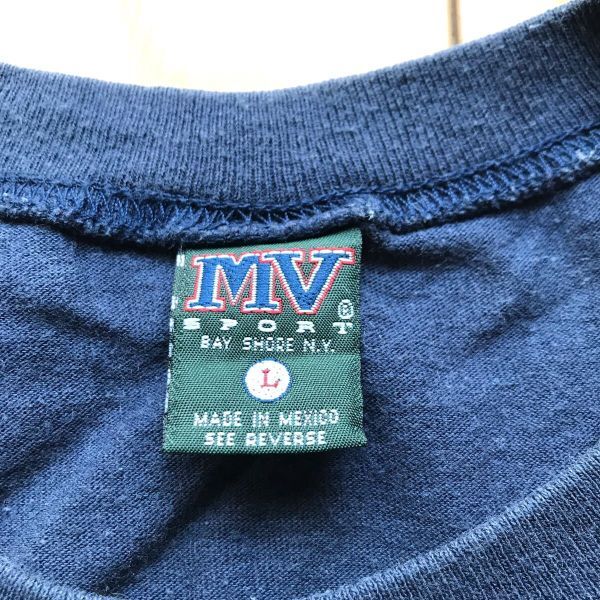 MV
SPORT®
BAY SHORE N.Y.
L
MADE IN MEXICO
SEE REVERSE